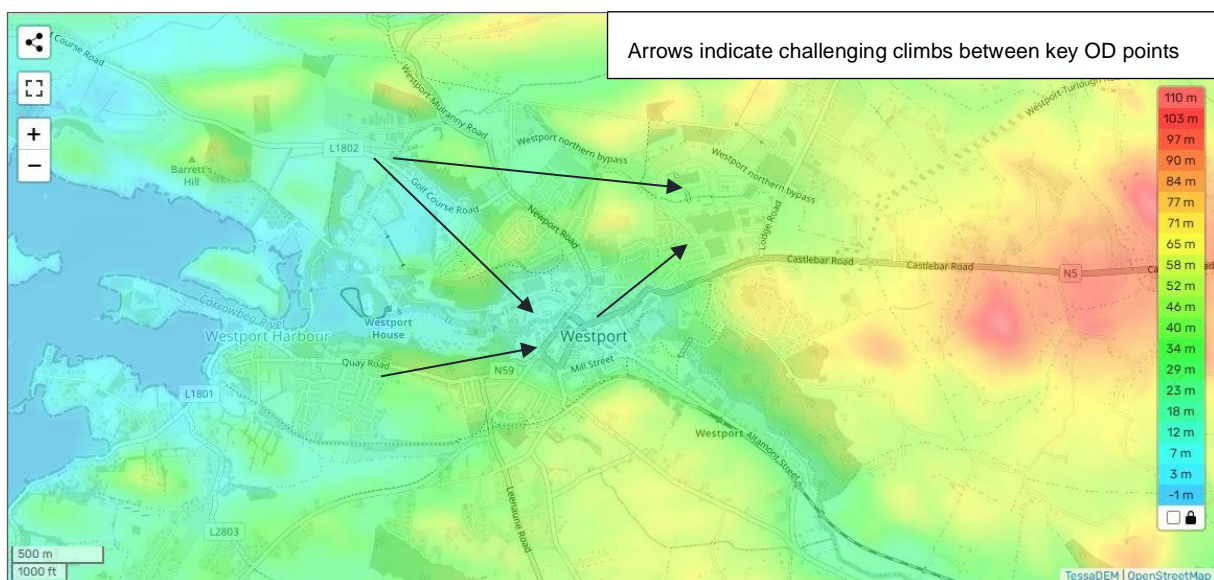 Arrows indicate challenging climbs between key OD points
Golf Course Road
Westport Mulranny Road
+
−
L1802
Barrett's
Hill
Golf Course Road
Westport northern bypass
Westport northern bypass
Newport Road
Lodge Road
Castlebar Road
Castlebar Road
N5
Carrowbeg River
Westport Harbour
Westport
House
Westport
Quay Road
N59
Mill Street
L1801
Westport Altamont Street
Leenaune Road
L2803
110 m
103 m
97 m
90 m
84 m
77 m
71 m
65 m
58 m
52 m
46 m
40 m
34 m
29 m
23 m
18 m
12 m
7 m
3 m
-1 m
500 m
1000 ft
TessaDEM | OpenStreetMap